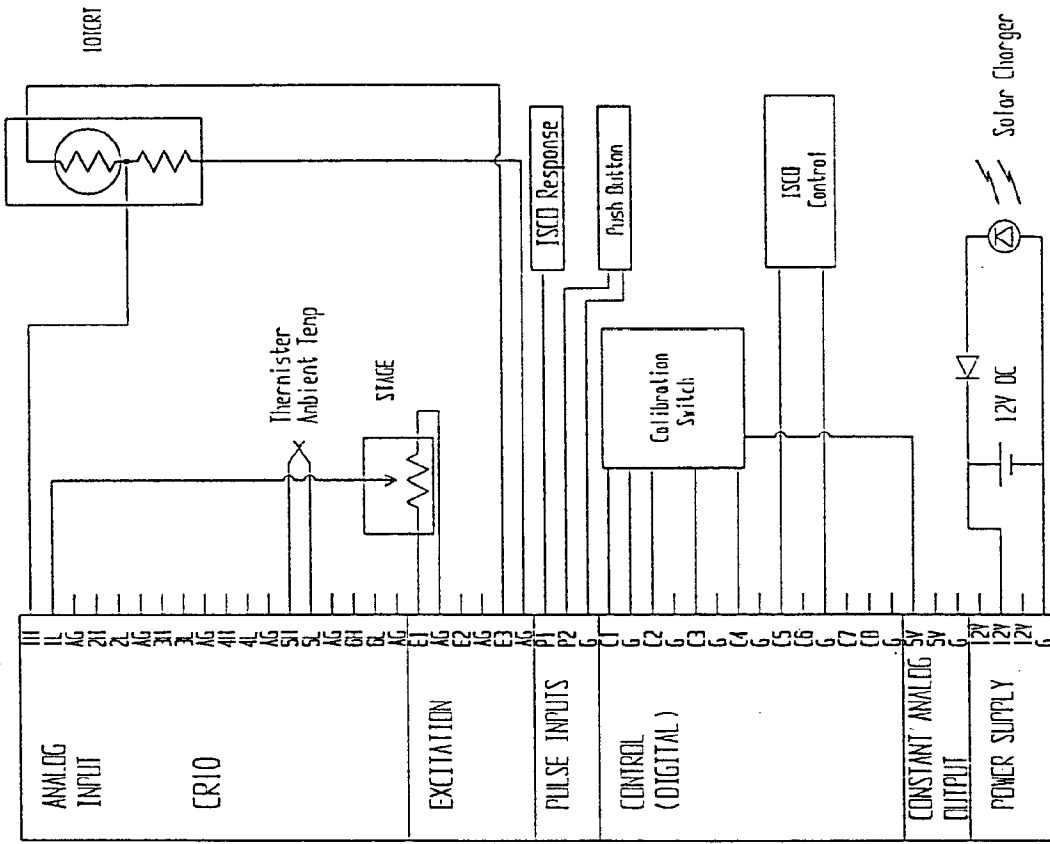 ANALOG
INPUT
CR10
EXCITATION
PULSE INPUTS
CONTROL
(DIGITAL)
CONSTANT ANALOG
OUTPUT
POWER SUPPLY
1H
1L
AG
2H
2L
AG
3H
3L
AG
4H
4L
AG
5H
5L
AG
6H
6L
AG
E1
AG
E2
AG
E3
AG
P1
P2
G
C1
G
C2
G
C3
G
C4
G
C5
C6
G
C7
C8
G
5V
5V
G
12V
12V
12V
G
10TCRT
Thermister
Ambient Temp
STAGE
ISCO Response
Push Button
Calibration
Switch
ISCO
Control
12V DC
Solar Charger